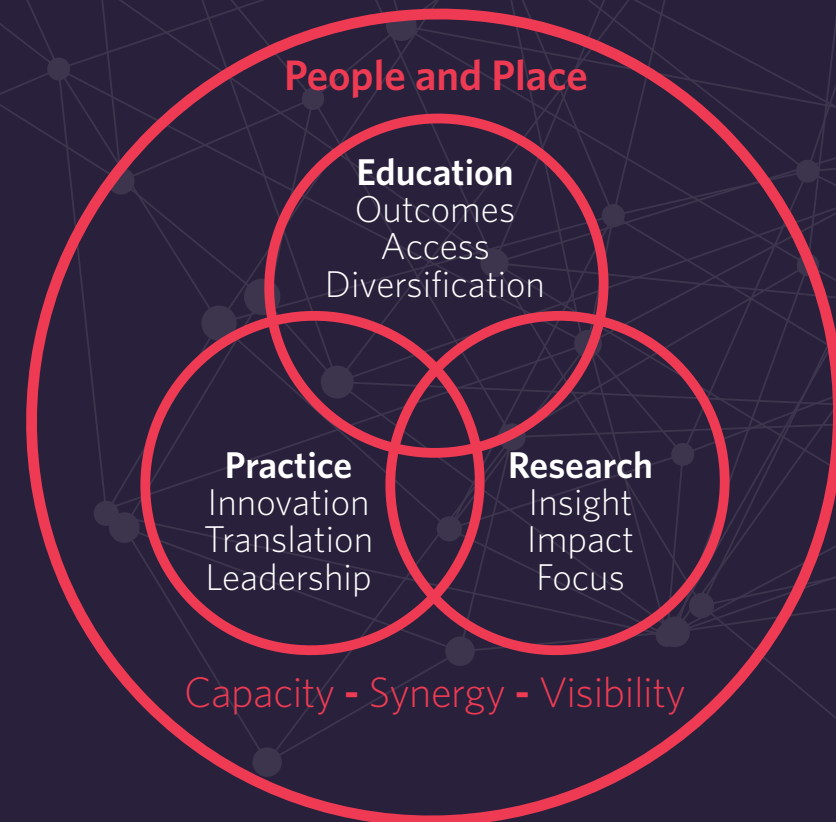 People and Place
Education
Outcomes
Access
Diversification
Practice
Innovation
Translation
Leadership
Research
Insight
Impact
Focus
Capacity - Synergy - Visibility